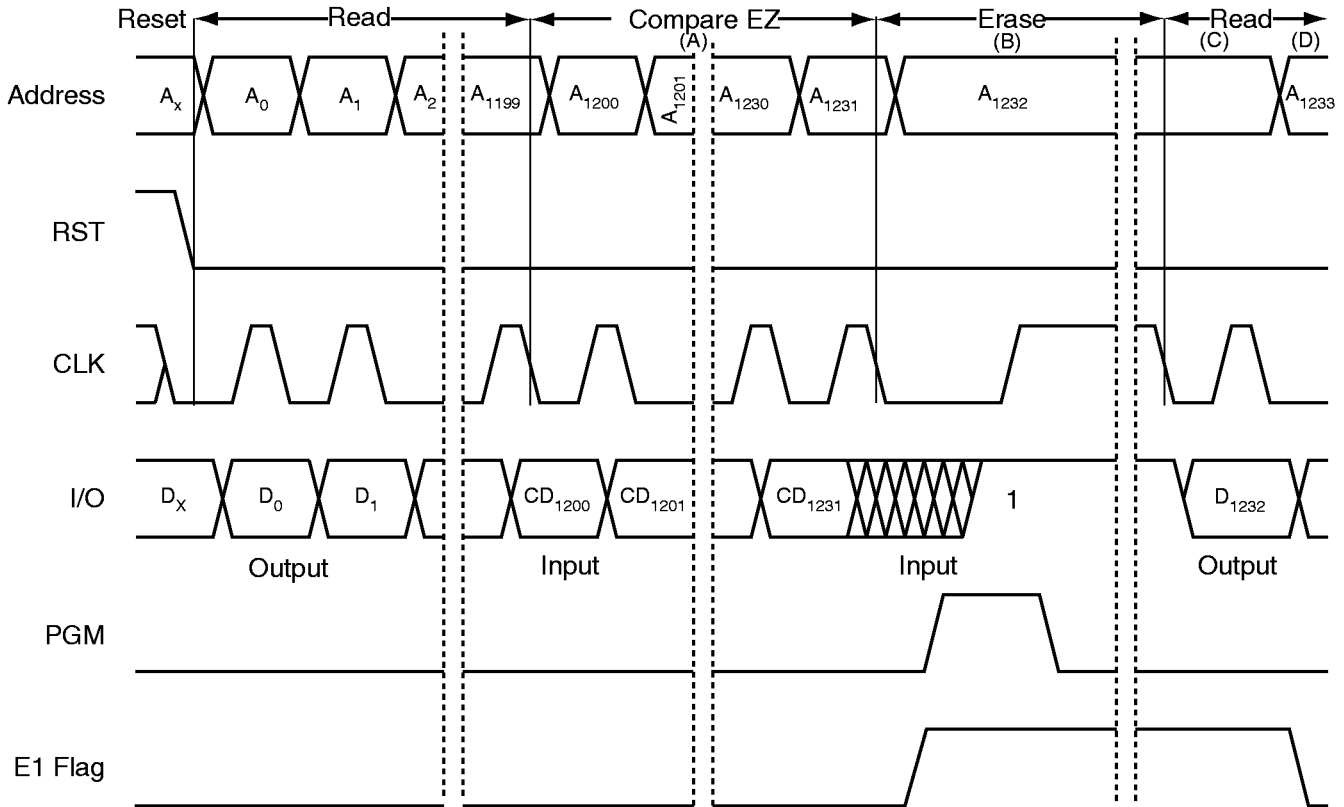 Reset Read Compare EZ Erase Read
(A) (B) (C) (D)
Address Aₓ A₀ A₁ A₂ A₁₁₉₉ A₁₂₀₀ A₁₂₀₁ A₁₂₃₀ A₁₂₃₁ A₁₂₃₂ A₁₂₃₃
RST
CLK
I/O Dₓ D₀ D₁ CD₁₂₀₀ CD₁₂₀₁ CD₁₂₃₁ 1 D₁₂₃₂
Output Input Input Output
PGM
E1 Flag